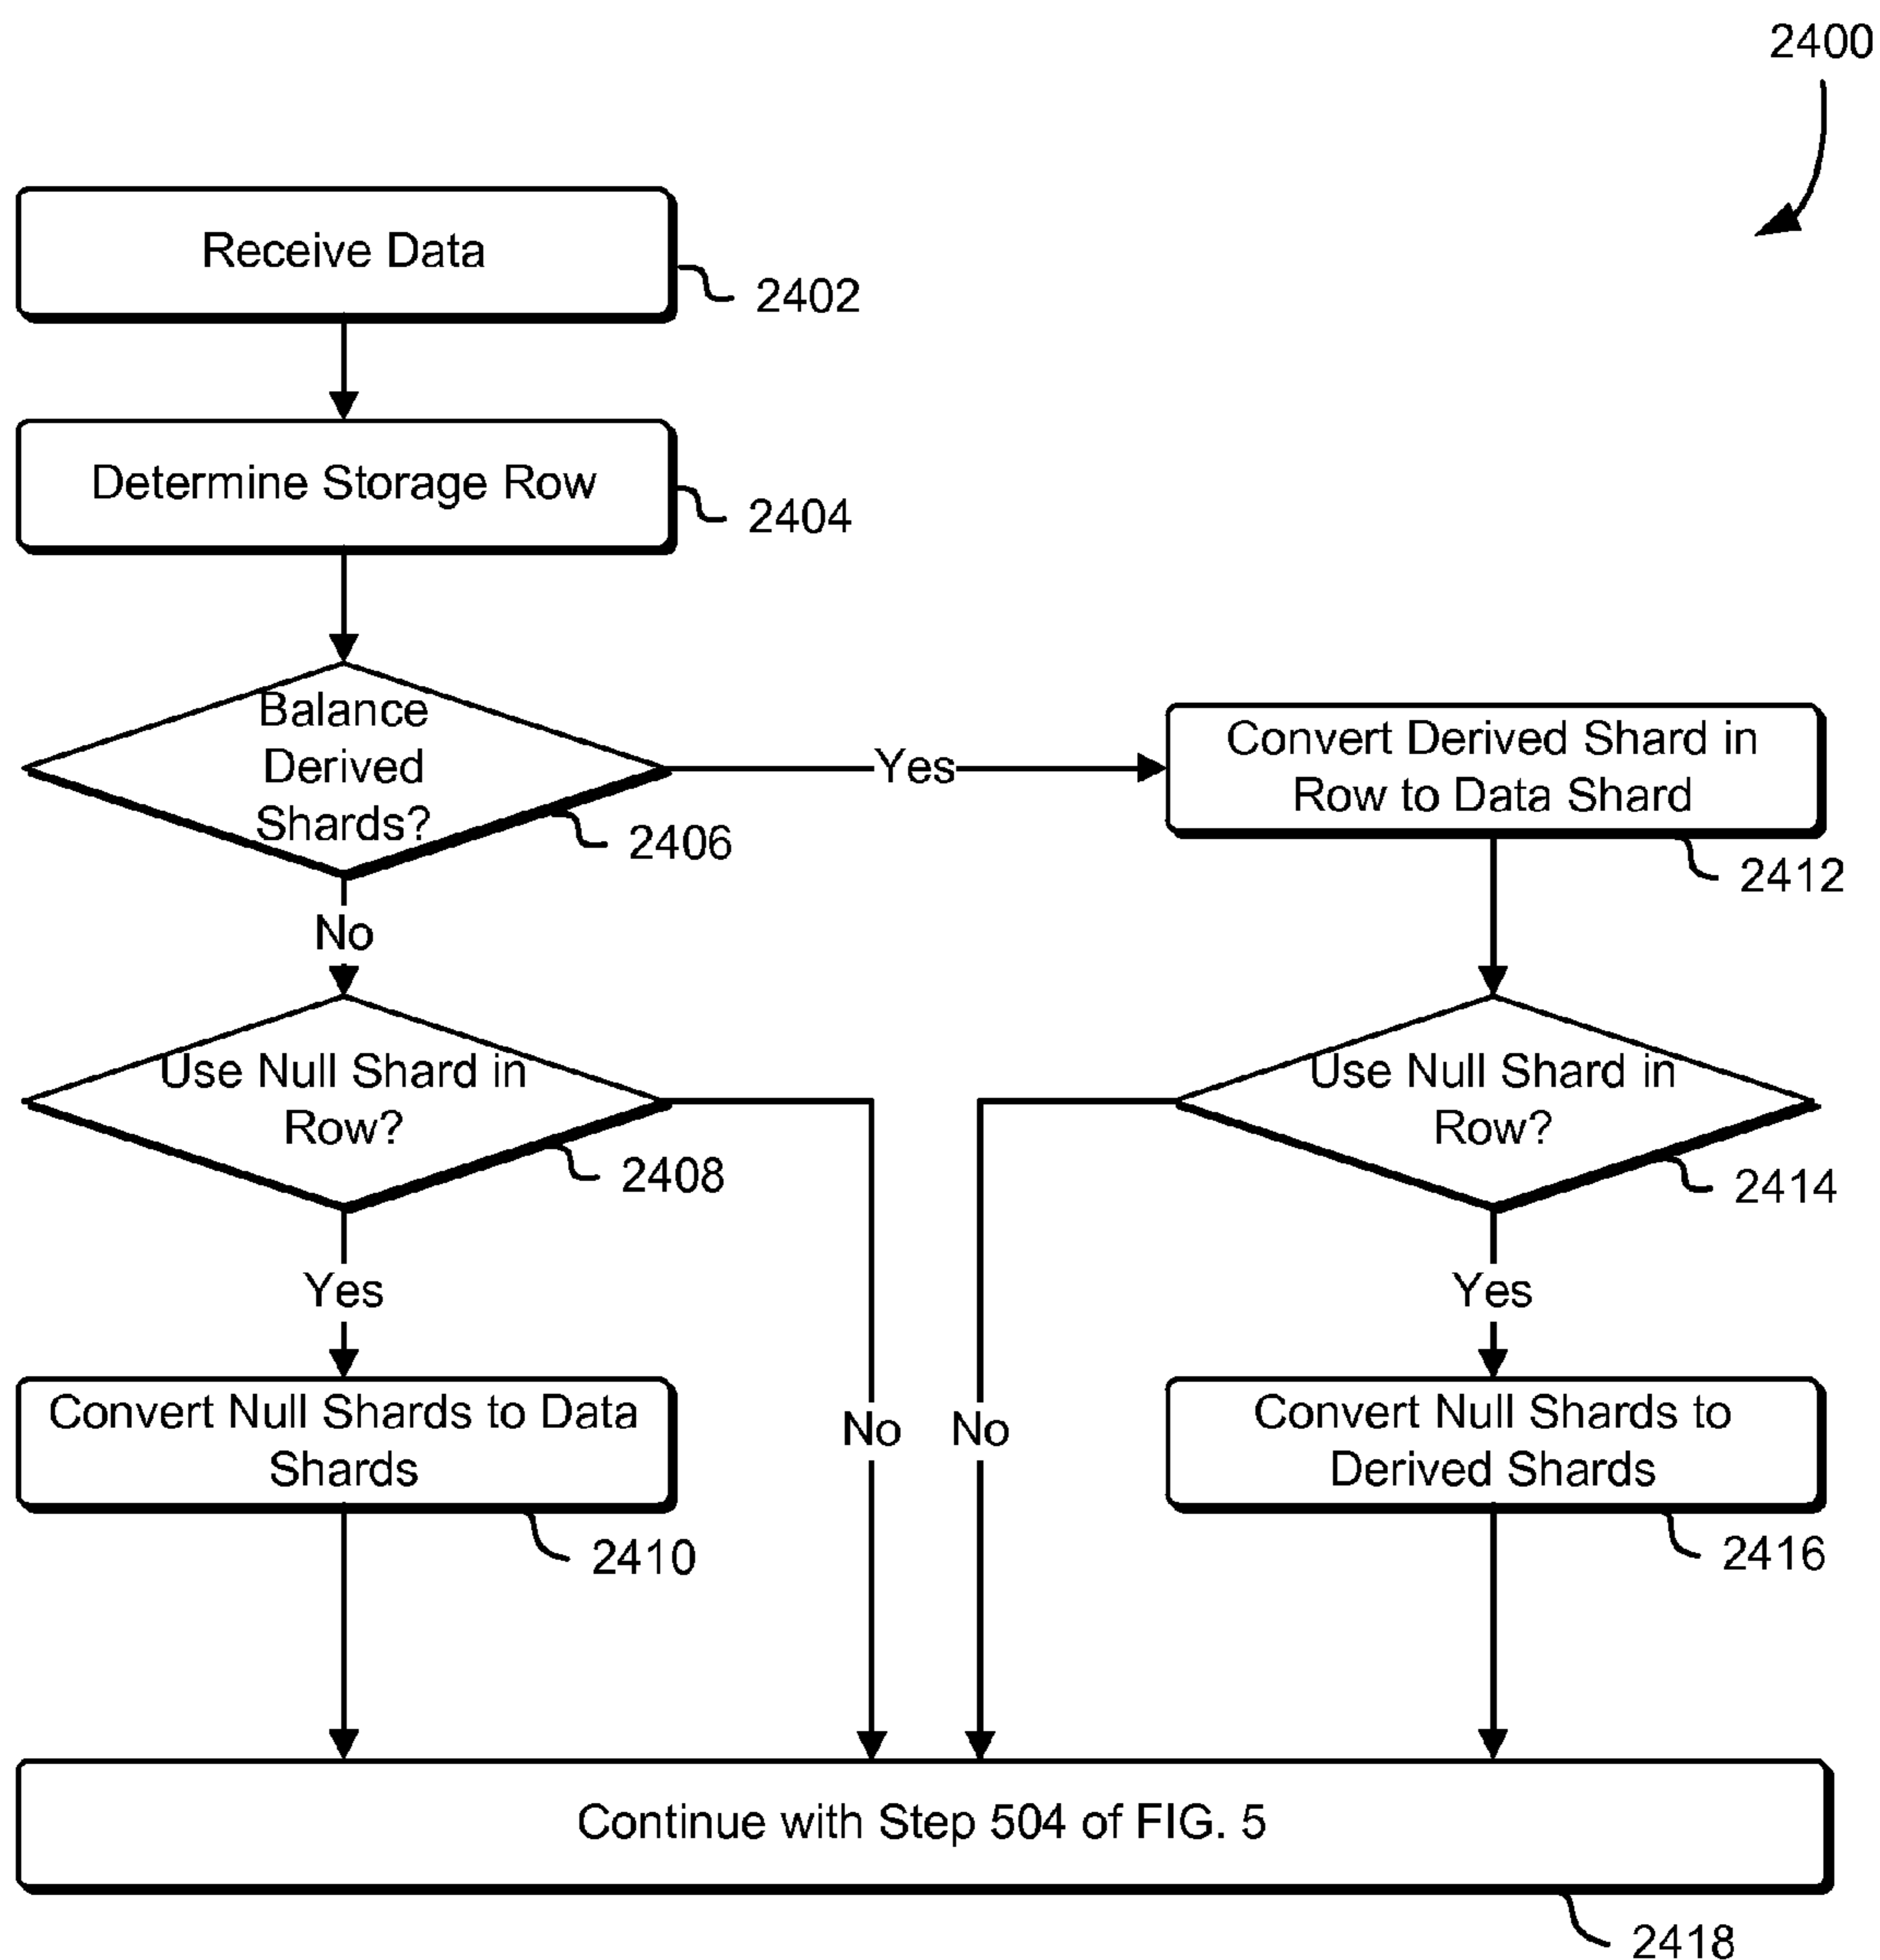 2400
Receive Data
2402
Determine Storage Row
2404
Balance
Derived
Shards?
2406
Yes
Convert Derived Shard in
Row to Data Shard
2412
No
Use Null Shard in
Row?
2408
Use Null Shard in
Row?
2414
Yes
Yes
Convert Null Shards to Data
Shards
2410
No
No
Convert Null Shards to
Derived Shards
2416
Continue with Step 504 of FIG. 5
2418